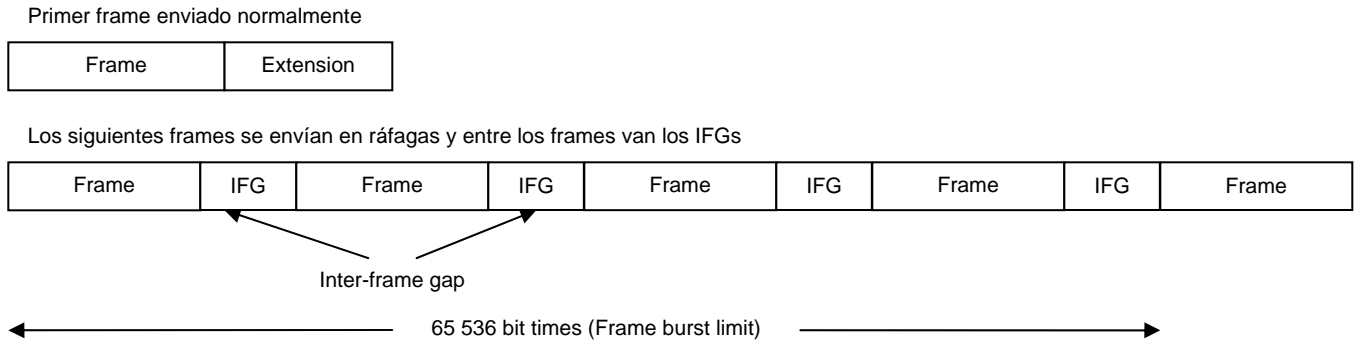 Primer frame enviado normalmente
Frame Extension
Los siguientes frames se envían en ráfagas y entre los frames van los IFGs
Frame IFG Frame IFG Frame IFG Frame IFG Frame
Inter-frame gap
65 536 bit times (Frame burst limit)